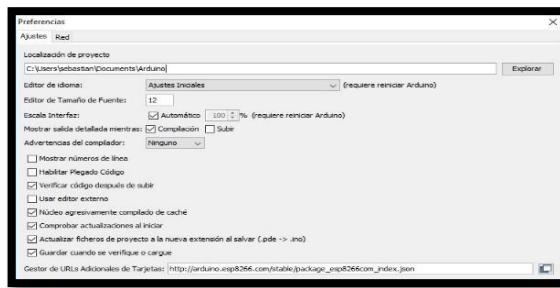 Preferencias
Ajustes Red
Localización de proyecto
C:\Users\sebastian\Documents\Arduino Explorar
Editor de idioma: Ajustes Iniciales (requiere reiniciar Arduino)
Editor de Tamaño de Fuente: 12
Escala Interfaz: Automático 100 % (requiere reiniciar Arduino)
Mostrar salida detallada mientras: Compilación Subir
Advertencias del compilador: Ninguno
Mostrar números de línea
Habilitar Plegado Código
Verificar código después de subir
Usar editor externo
Núcleo agresivamente compilado de caché
Comprobar actualizaciones al iniciar
Actualizar ficheros de proyecto a la nueva extensión al salvar (.pde -> .ino)
Guardar cuando se verifique o cargue
Gestor de URLs Adicionales de Tarjetas: http://arduino.esp8266.com/stable/package_esp8266com_index.json